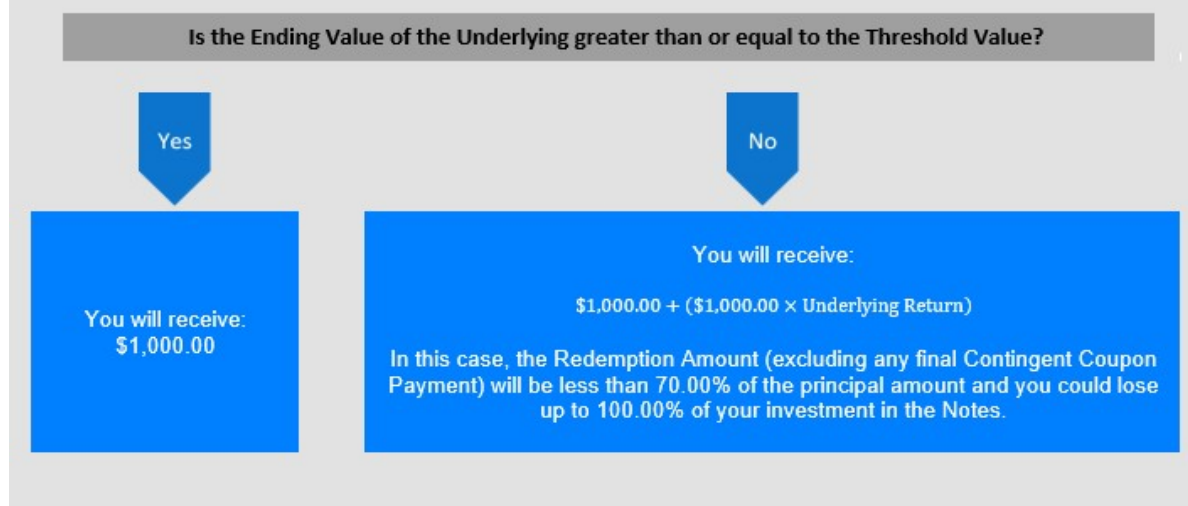 Is the Ending Value of the Underlying greater than or equal to the Threshold Value?
Yes
No
You will receive:
$1,000.00
You will receive:
$1,000.00 + ($1,000.00 × Underlying Return)
In this case, the Redemption Amount (excluding any final Contingent Coupon
Payment) will be less than 70.00% of the principal amount and you could lose
up to 100.00% of your investment in the Notes.